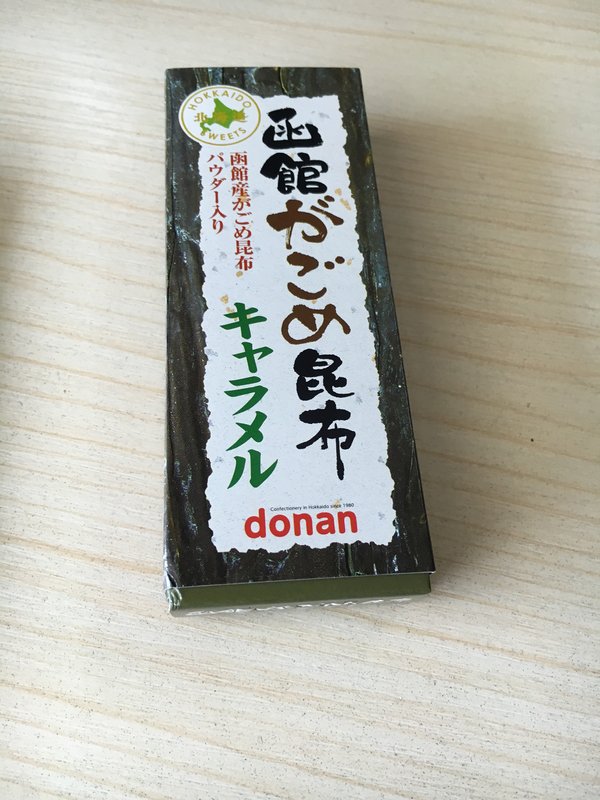 HOKKAIDO
SWEETS
函館がごめ昆布
函館産がごめ昆布
パウダー入り
キャラメル
Confectionery in Hokkaido since 1980
donan